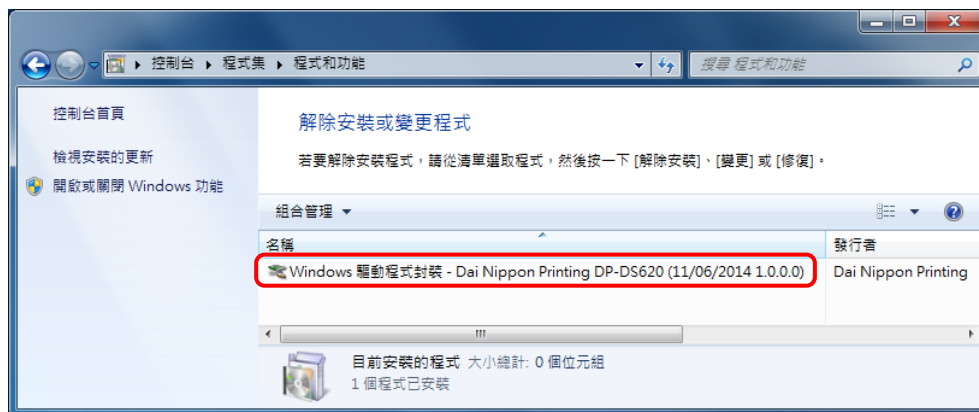 控制台 ▸ 程式集 ▸ 程式和功能
搜尋 程式和功能
控制台首頁
檢視安裝的更新
開啟或關閉 Windows 功能
解除安裝或變更程式
若要解除安裝程式，請從清單選取程式，然後按一下 [解除安裝]、[變更] 或 [修復]。
組合管理
名稱 發行者
Windows 驅動程式封裝 - Dai Nippon Printing DP-DS620 (11/06/2014 1.0.0.0) Dai Nippon Printing
目前安裝的程式 大小總計: 0 個位元組
1 個程式已安裝